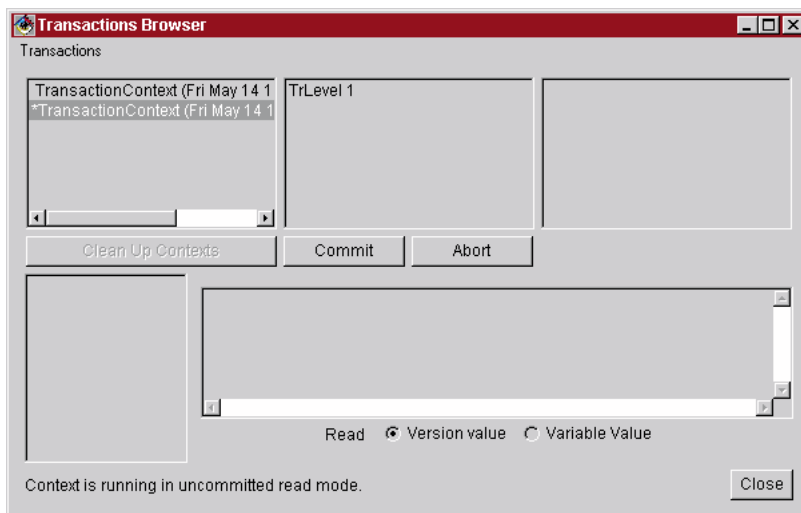 Transactions Browser
Transactions
TransactionContext (Fri May 14 1
*TransactionContext (Fri May 14 1
TrLevel 1
Clean Up Contexts
Commit
Abort
Read
Version value
Variable Value
Context is running in uncommitted read mode.
Close